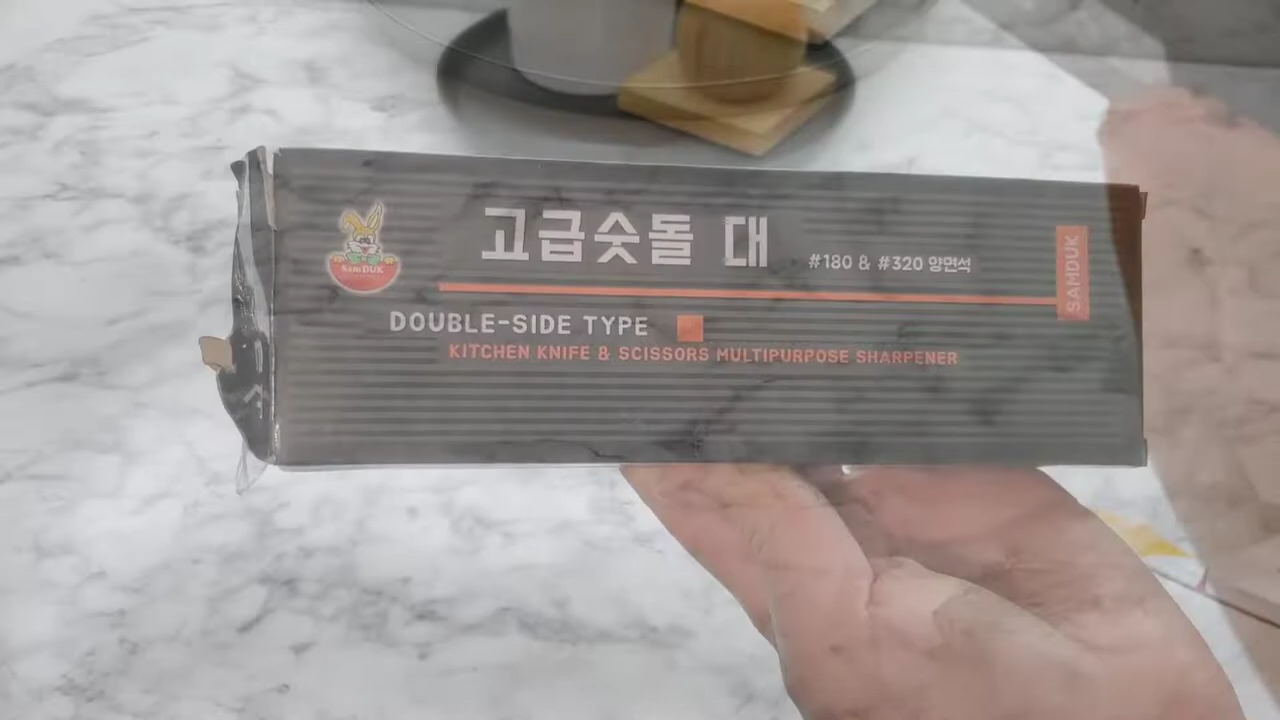 고급숫돌 대
#180 & #320 양면석
SamDUK
SAMDUK
DOUBLE-SIDE TYPE
KITCHEN KNIFE & SCISSORS MULTIPURPOSE SHARPENER